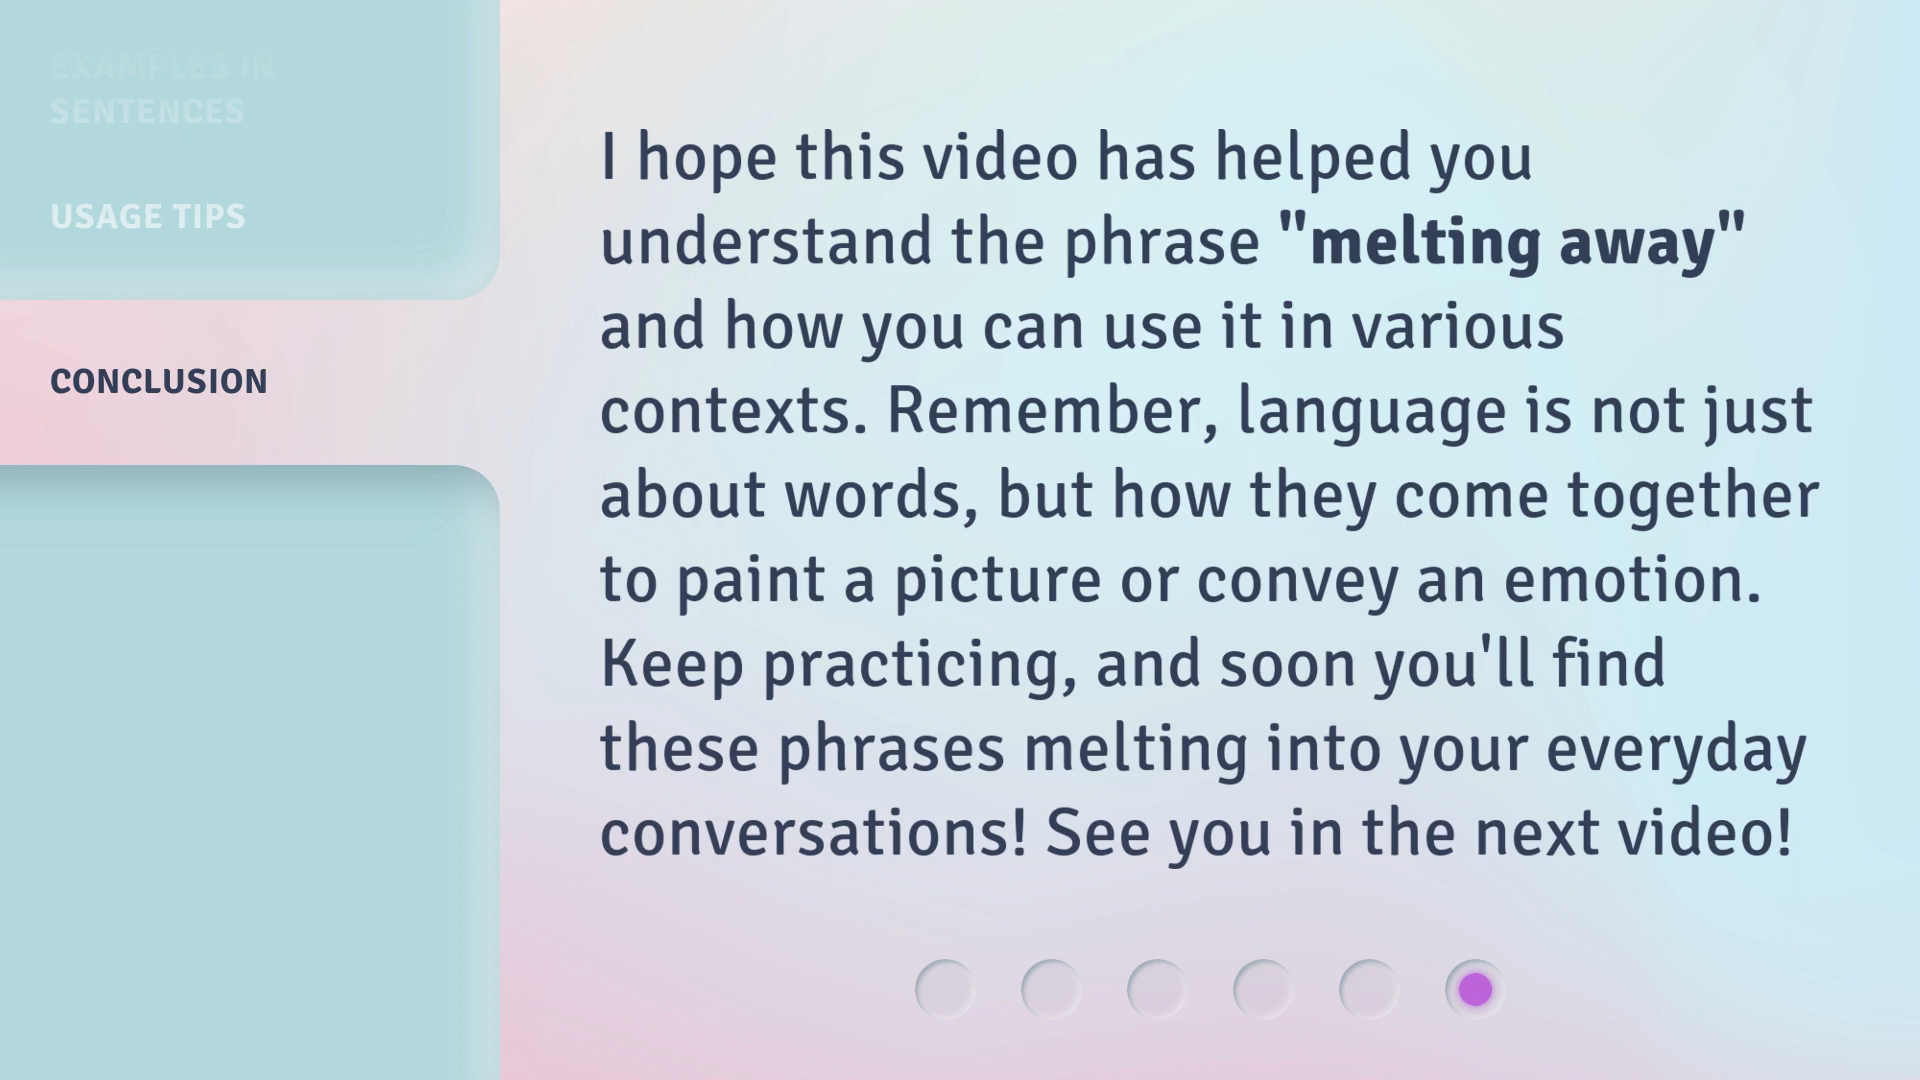 EXAMPLES IN
SENTENCES
USAGE TIPS
CONCLUSION
I hope this video has helped you
understand the phrase "melting away"
and how you can use it in various
contexts. Remember, language is not just
about words, but how they come together
to paint a picture or convey an emotion.
Keep practicing, and soon you'll find
these phrases melting into your everyday
conversations! See you in the next video!